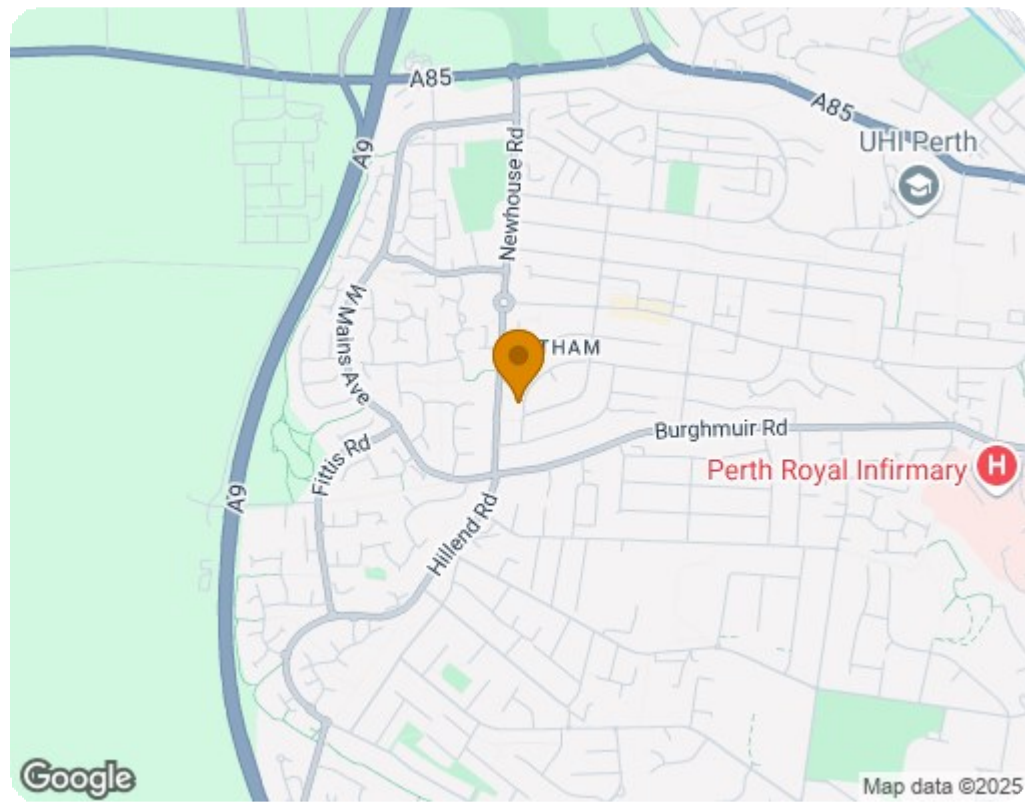 A85
A85
UHI Perth
A9
Newhouse Rd
W Mains Ave
THAM
Burghmuir Rd
Fittis Rd
Perth Royal Infirmary
H
A9
Hillend Rd
Google
Map data ©2025